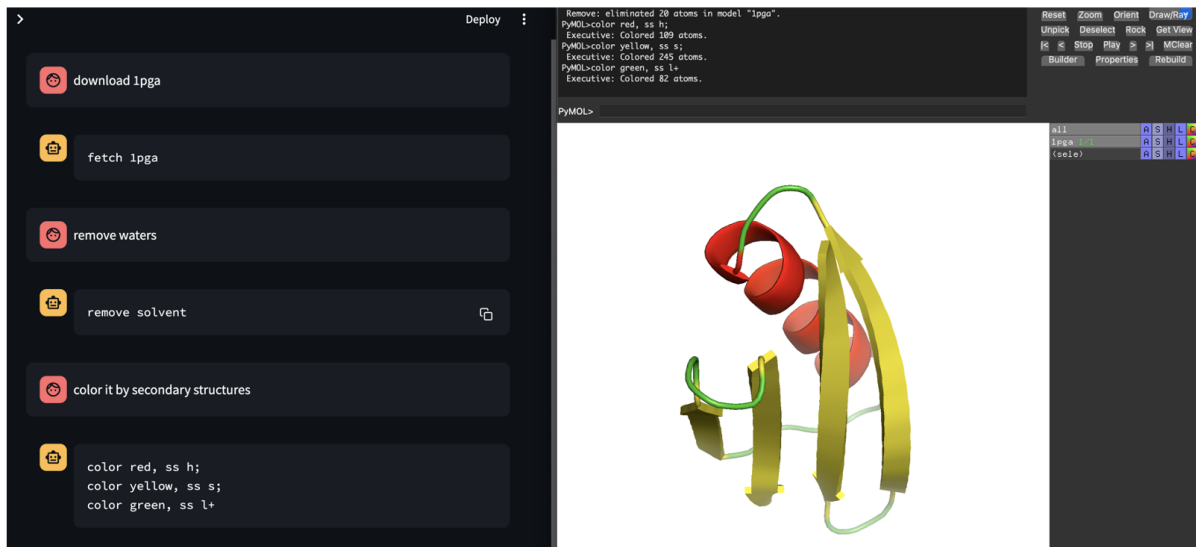 Deploy
download 1pga
fetch 1pga
remove waters
remove solvent
color it by secondary structures
color red, ss h;
color yellow, ss s;
color green, ss l+
Remove: eliminated 20 atoms in model "1pga".
PyMOL>color red, ss h;
Executive: Colored 109 atoms.
PyMOL>color yellow, ss s;
Executive: Colored 245 atoms.
PyMOL>color green, ss l+
Executive: Colored 82 atoms.
PyMOL>
Reset Zoom Orient Draw/Ray
Unpick Deselect Rock Get View
|< < Stop Play > >| MClear
Builder Properties Rebuild
all A S H L C
1pga 1/1 A S H L C
(sele) A S H L C